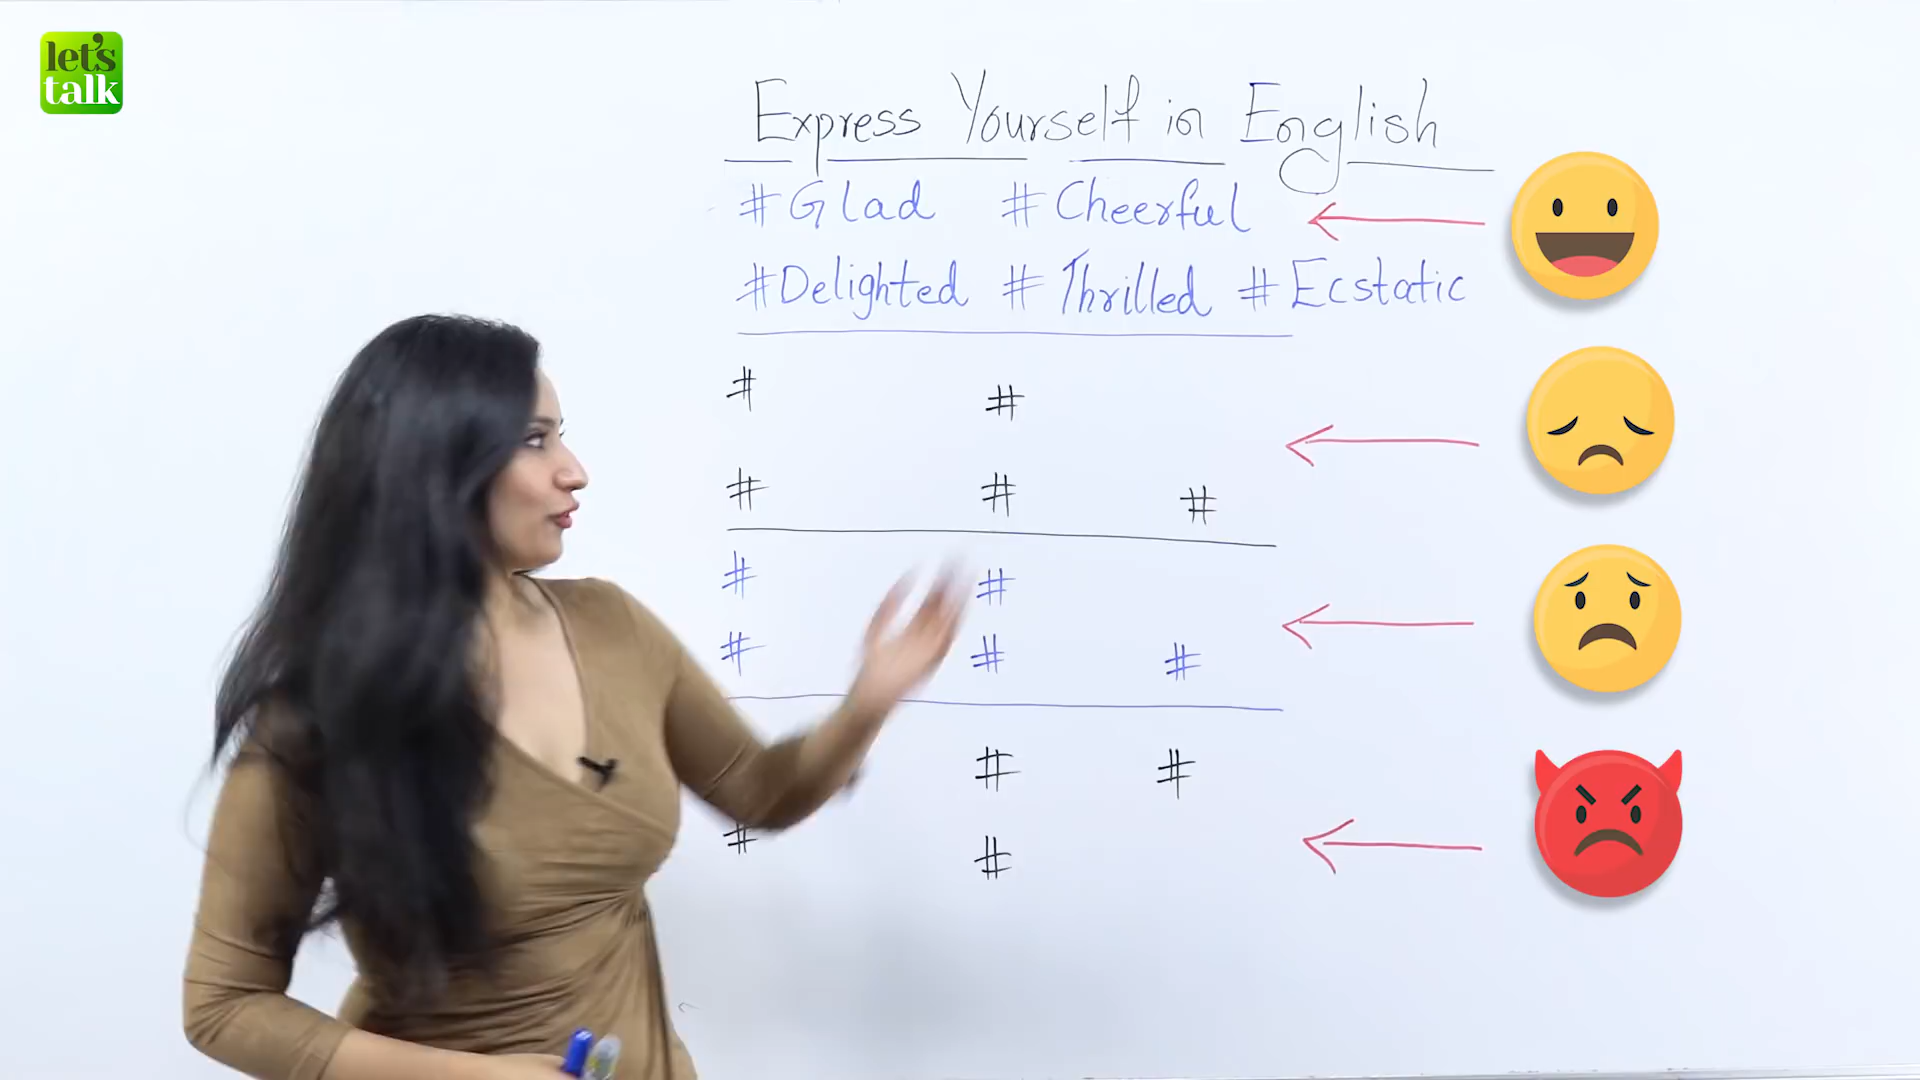 let's
talk
Express Yourself in English
#Glad #Cheerful
#Delighted #Thrilled #Ecstatic
# #
# # #
# #
# # #
# #
# #